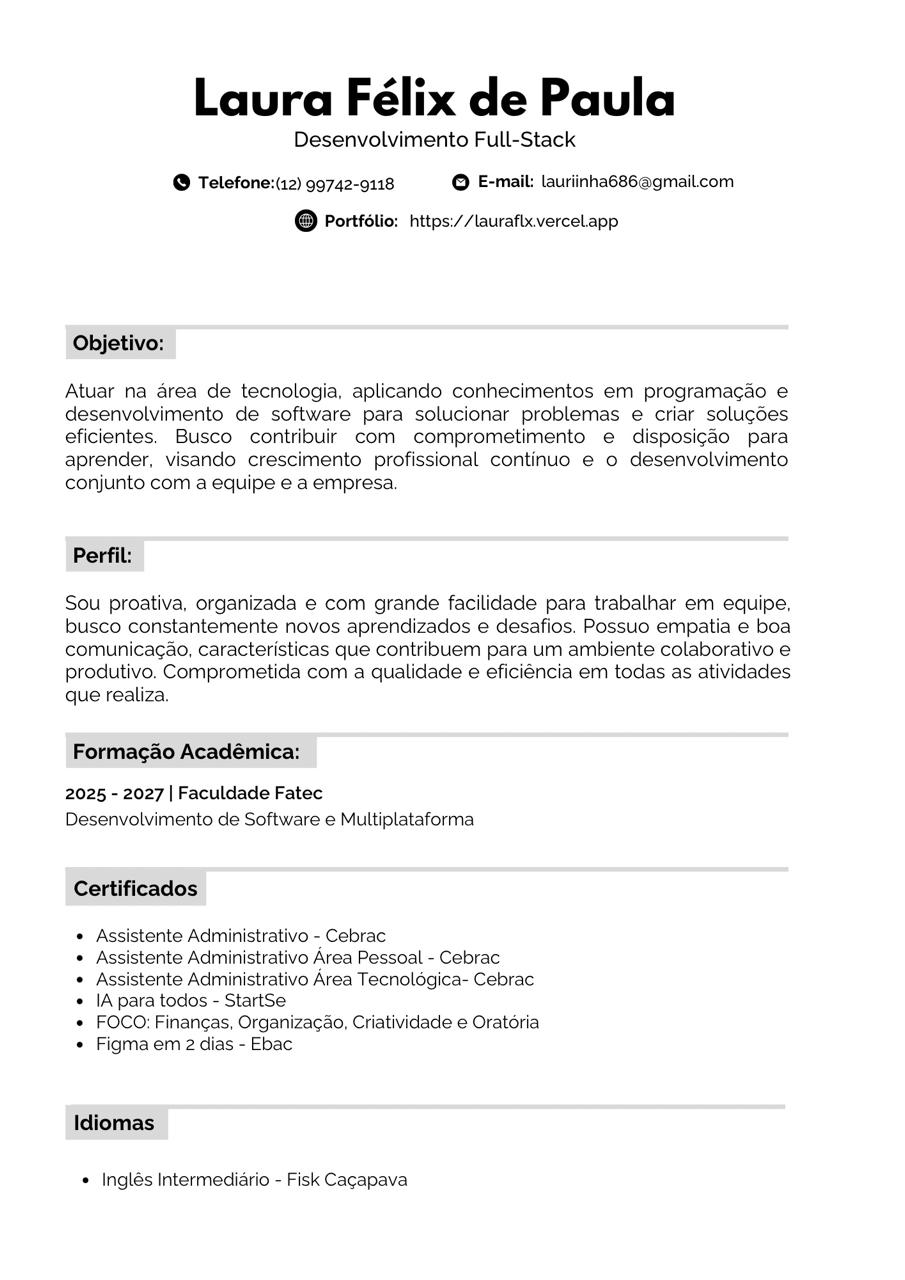 Laura Félix de Paula
Desenvolvimento Full-Stack
Telefone:(12) 99742-9118 E-mail: lauriinha686@gmail.com
Portfólio: https://lauraflx.vercel.app
Objetivo:
Atuar na área de tecnologia, aplicando conhecimentos em programação e
desenvolvimento de software para solucionar problemas e criar soluções
eficientes. Busco contribuir com comprometimento e disposição para
aprender, visando crescimento profissional contínuo e o desenvolvimento
conjunto com a equipe e a empresa.
Perfil:
Sou proativa, organizada e com grande facilidade para trabalhar em equipe,
busco constantemente novos aprendizados e desafios. Possuo empatia e boa
comunicação, características que contribuem para um ambiente colaborativo e
produtivo. Comprometida com a qualidade e eficiência em todas as atividades
que realiza.
Formação Acadêmica:
2025 - 2027 | Faculdade Fatec
Desenvolvimento de Software e Multiplataforma
Certificados
• Assistente Administrativo - Cebrac
• Assistente Administrativo Área Pessoal - Cebrac
• Assistente Administrativo Área Tecnológica- Cebrac
• IA para todos - StartSe
• FOCO: Finanças, Organização, Criatividade e Oratória
• Figma em 2 dias - Ebac
Idiomas
• Inglês Intermediário - Fisk Caçapava